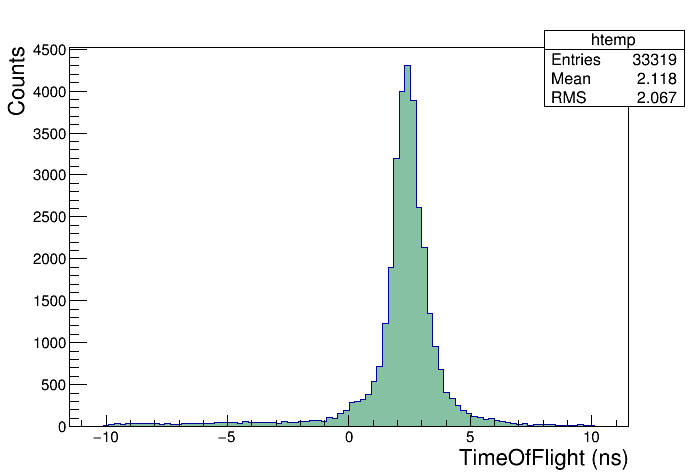 htemp
Entries 33319
Mean 2.118
RMS 2.067
Counts
4500
4000
3500
3000
2500
2000
1500
1000
500
0
−10 −5 0 5 10
TimeOfFlight (ns)